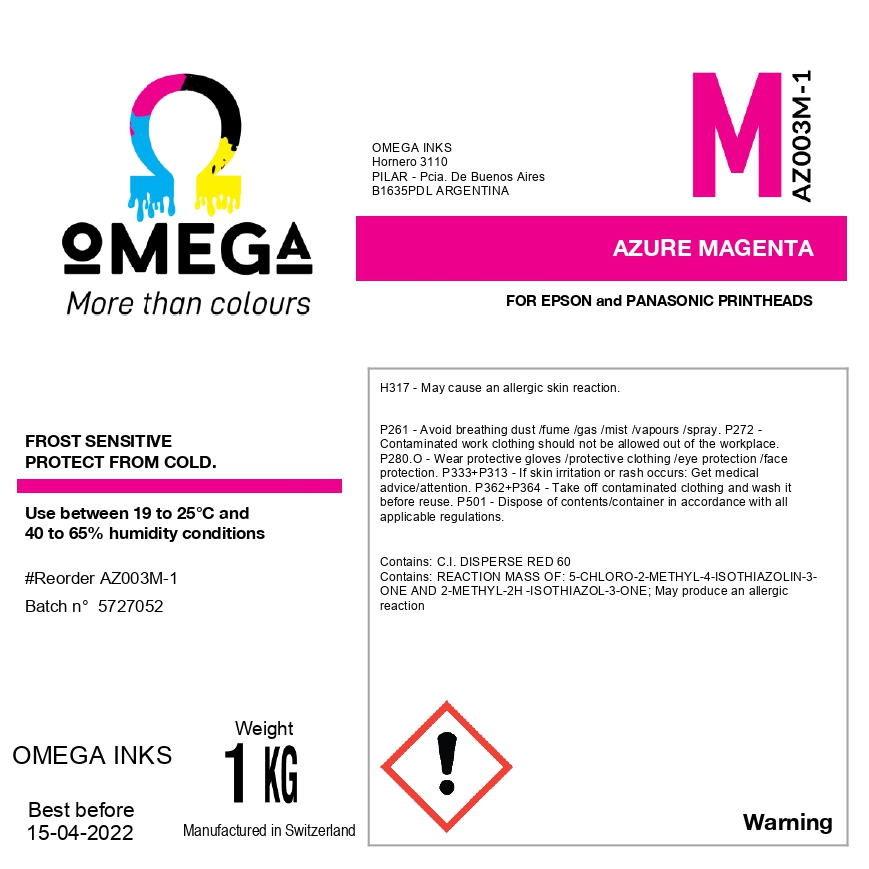 OMEGA
More than colours
OMEGA INKS
Hornero 3110
PILAR - Pcia. De Buenos Aires
B1635PDL ARGENTINA
M
AZ003M-1
AZURE MAGENTA
FOR EPSON and PANASONIC PRINTHEADS
FROST SENSITIVE
PROTECT FROM COLD.
Use between 19 to 25°C and
40 to 65% humidity conditions
#Reorder AZ003M-1
Batch n° 5727052
H317 - May cause an allergic skin reaction.
P261 - Avoid breathing dust /fume /gas /mist /vapours /spray. P272 -
Contaminated work clothing should not be allowed out of the workplace.
P280.O - Wear protective gloves /protective clothing /eye protection /face
protection. P333+P313 - If skin irritation or rash occurs: Get medical
advice/attention. P362+P364 - Take off contaminated clothing and wash it
before reuse. P501 - Dispose of contents/container in accordance with all
applicable regulations.
Contains: C.I. DISPERSE RED 60
Contains: REACTION MASS OF: 5-CHLORO-2-METHYL-4-ISOTHIAZOLIN-3-
ONE AND 2-METHYL-2H -ISOTHIAZOL-3-ONE; May produce an allergic
reaction
Warning
OMEGA INKS
Best before
15-04-2022
Weight
1 KG
Manufactured in Switzerland